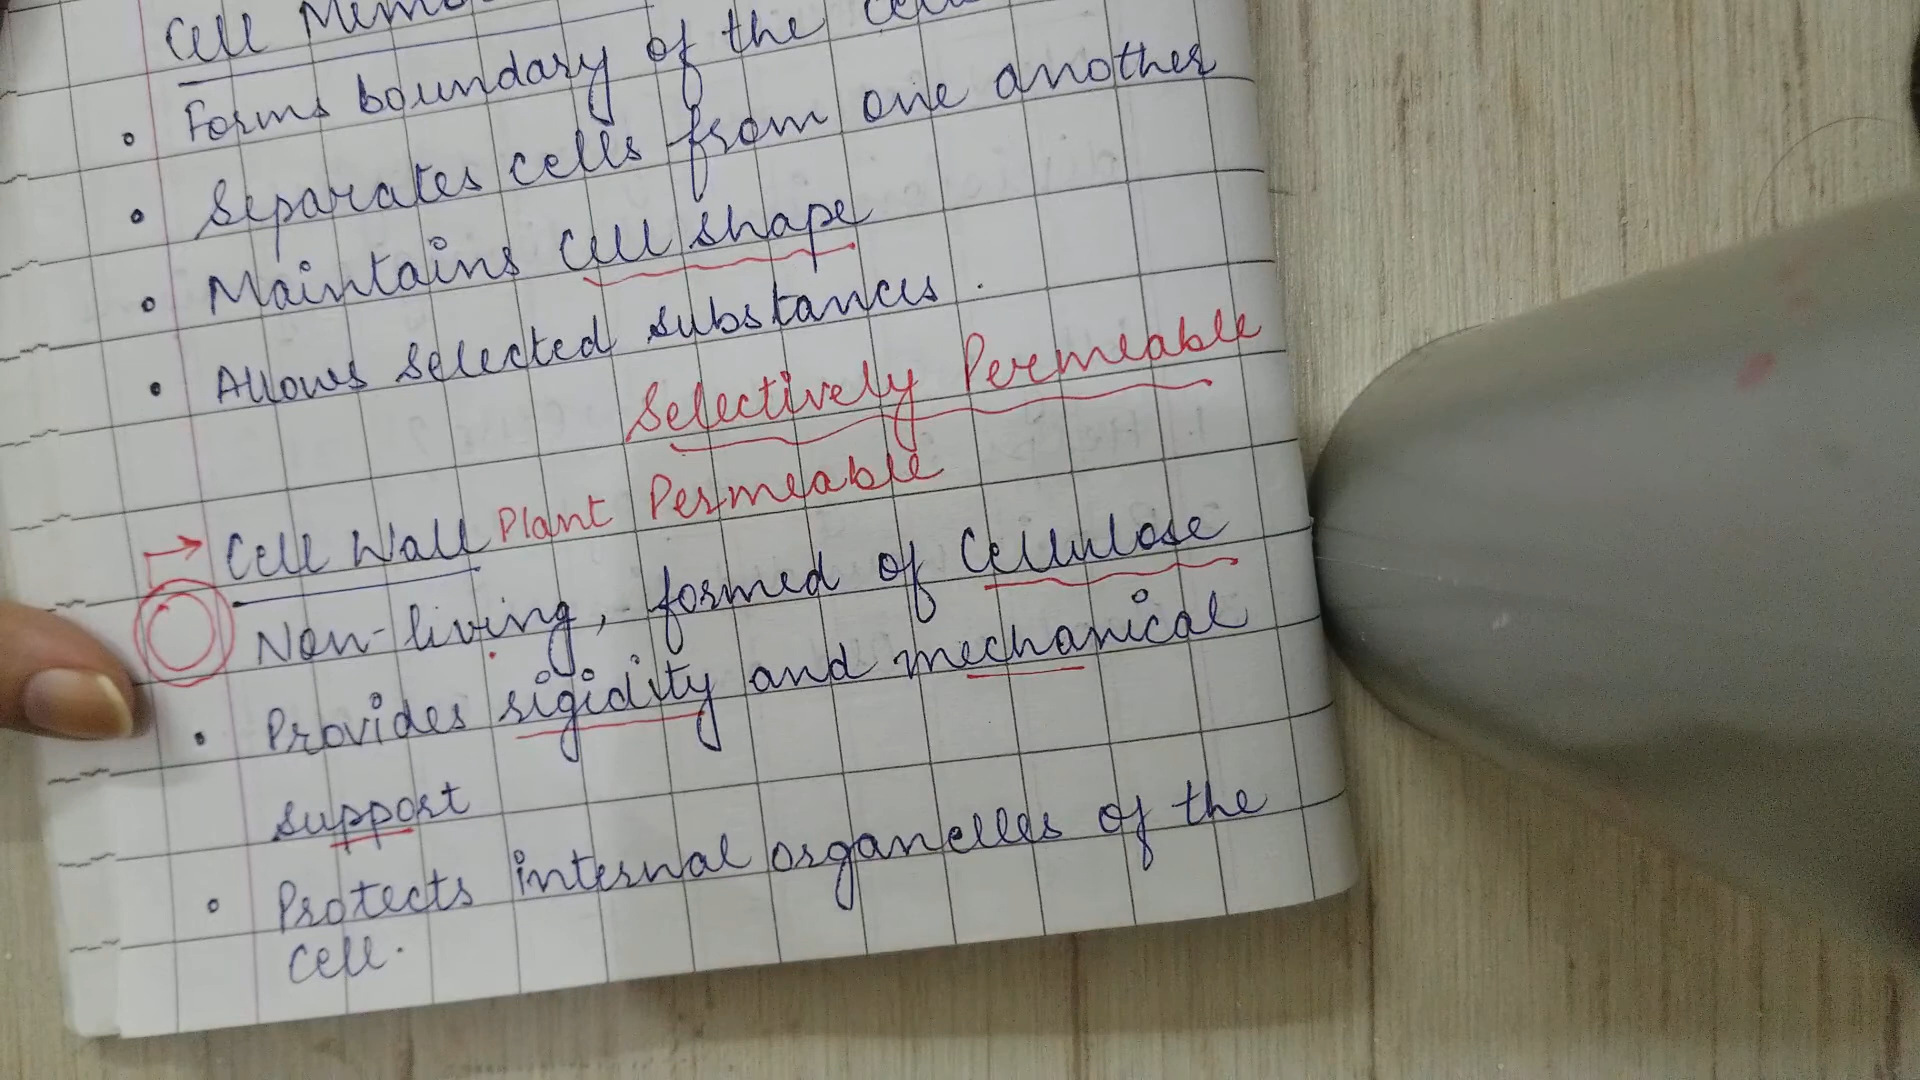 Cell Mem
Forms boundary of the cell
Separates cells from one another
Maintains cell shape
Allows selected substances.
Selectively Permeable
Cell Wall Plant Permeable
Non-living, formed of cellulose
Provides rigidity and mechanical
support
Protects internal organelles of the
cell.